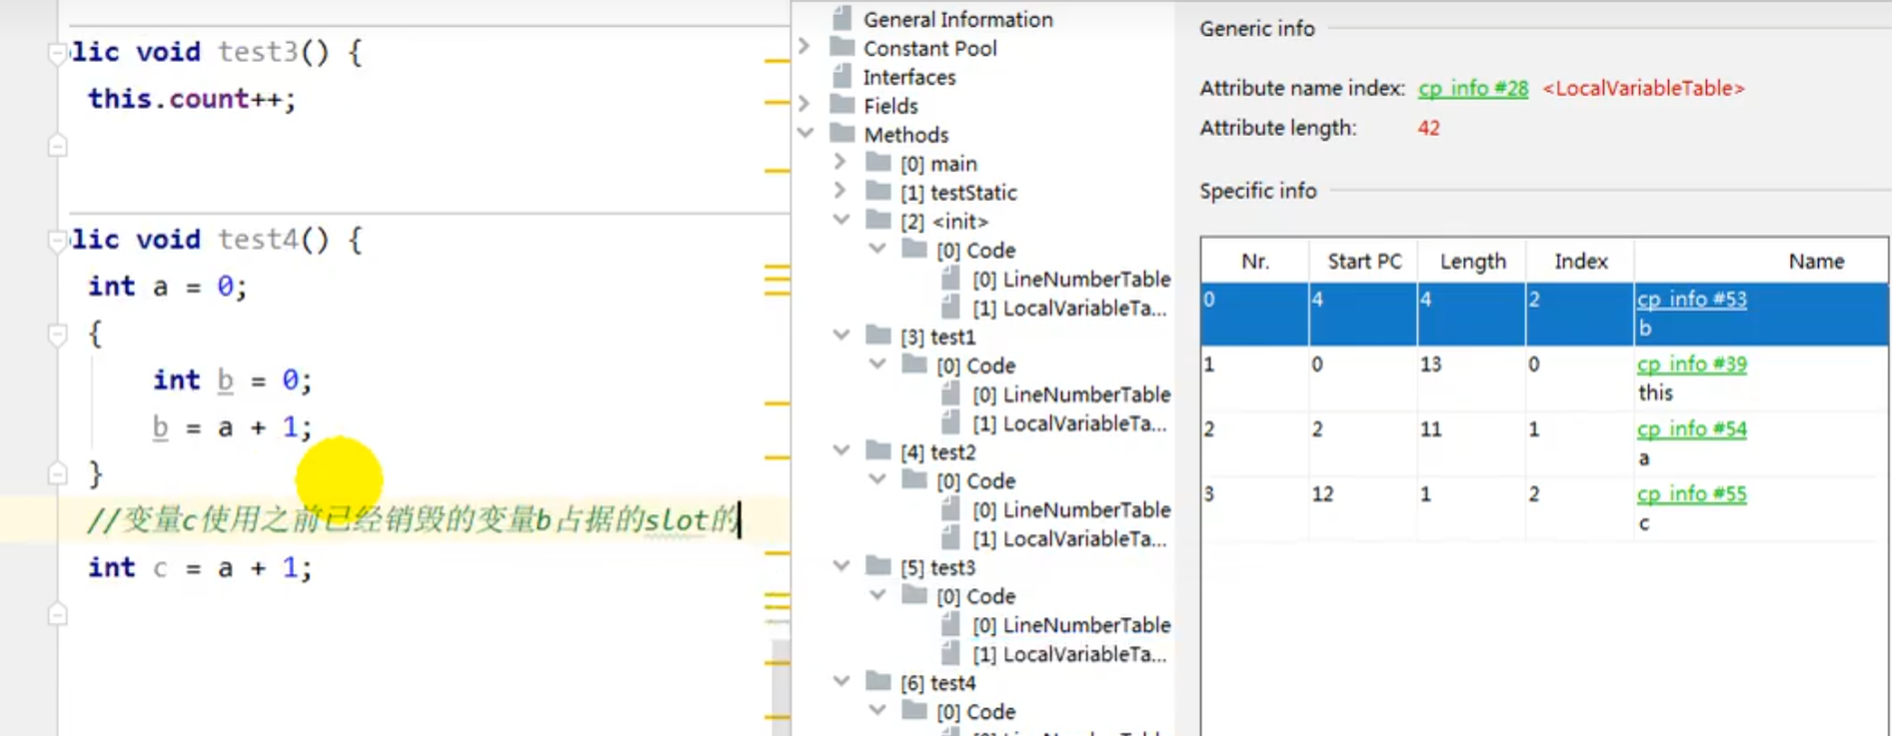 lic void test3() {
this.count++;
lic void test4() {
int a = 0;
{
int b = 0;
b = a + 1;
}
//变量c使用之前已经销毁的变量b占据的slot的
int c = a + 1;
General Information
Constant Pool
Interfaces
Fields
Methods
[0] main
[1] testStatic
[2] <init>
[0] Code
[0] LineNumberTable
[1] LocalVariableTa...
[3] test1
[0] Code
[0] LineNumberTable
[1] LocalVariableTa...
[4] test2
[0] Code
[0] LineNumberTable
[1] LocalVariableTa...
[5] test3
[0] Code
[0] LineNumberTable
[1] LocalVariableTa...
[6] test4
[0] Code
Generic info
Attribute name index: cp_info #28 <LocalVariableTable>
Attribute length: 42
Specific info
Nr. Start PC Length Index Name
0 4 4 2 cp_info #53
b
1 0 13 0 cp_info #39
this
2 2 11 1 cp_info #54
a
3 12 1 2 cp_info #55
c